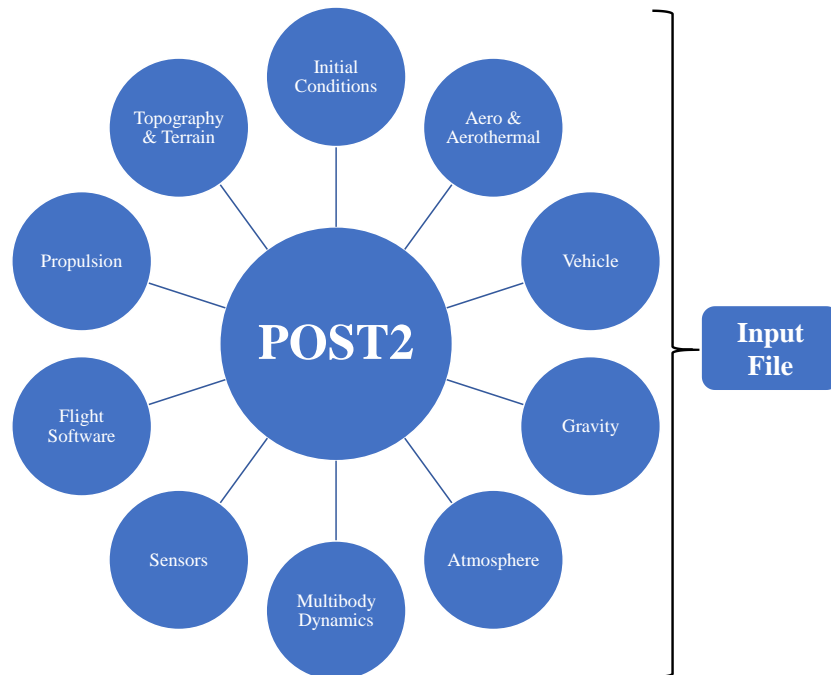 Initial
Conditions
Topography
& Terrain
Aero &
Aerothermal
Propulsion
Vehicle
POST2
Input
File
Flight
Software
Gravity
Sensors
Atmosphere
Multibody
Dynamics